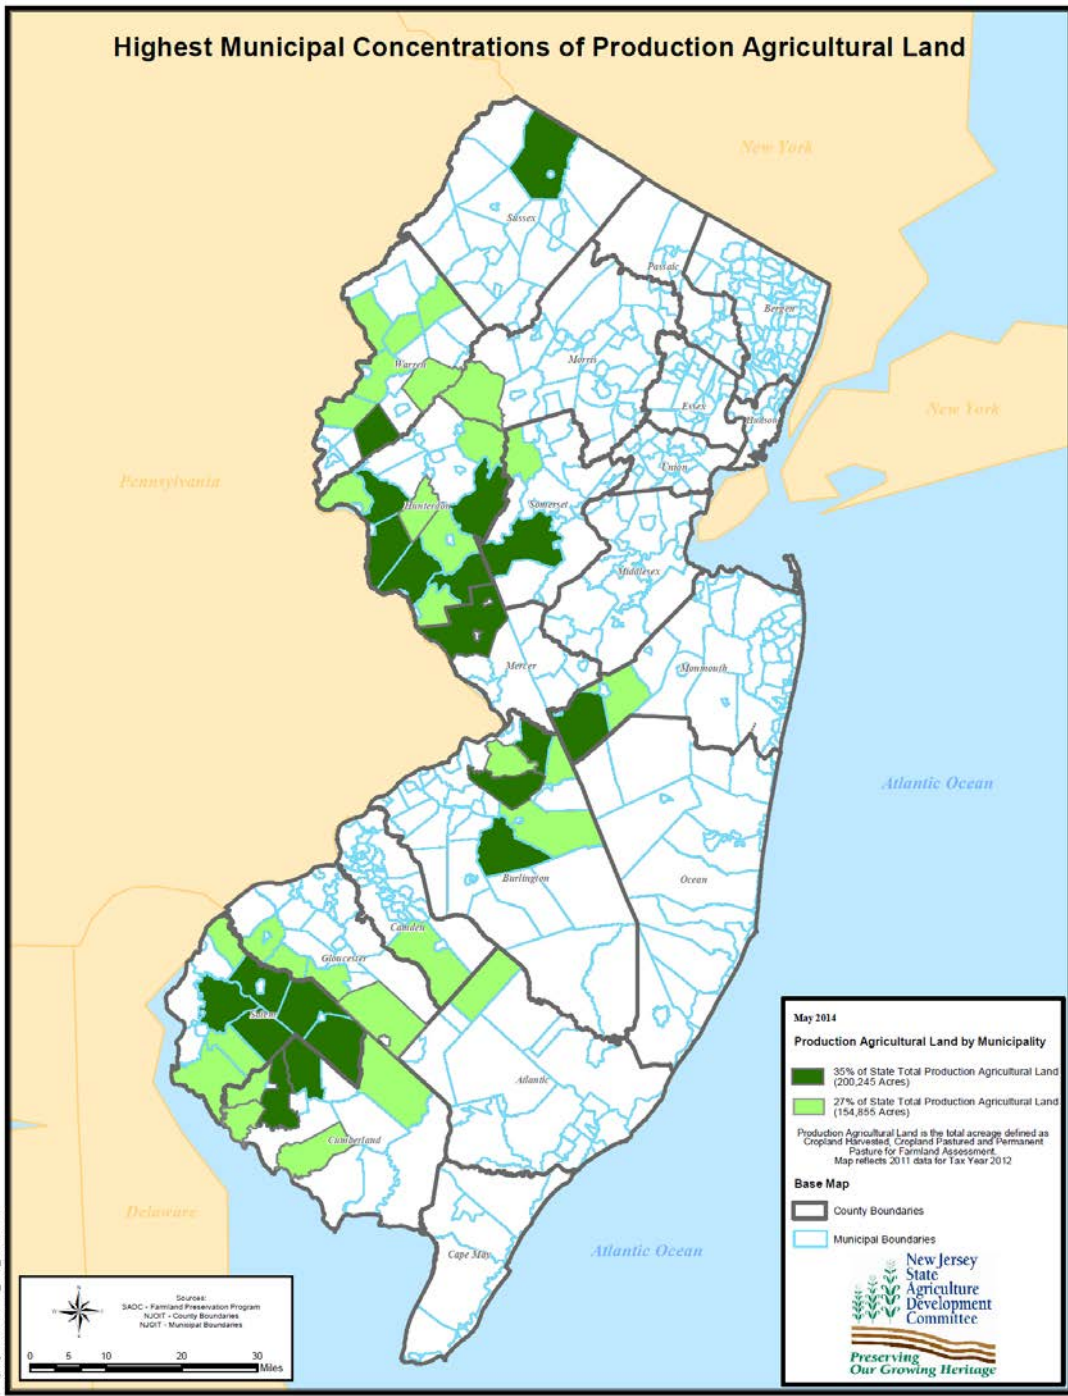 Highest Municipal Concentrations of Production Agricultural Land
New York
Sussex
Passaic
Bergen
Warren
Morris
Essex
Hudson
New York
Union
Pennsylvania
Hunterdon
Somerset
Middlesex
Mercer
Monmouth
Atlantic Ocean
Burlington
Ocean
Camden
Gloucester
Salem
Atlantic
Cumberland
Delaware
Cape May
Atlantic Ocean
May 2014
Production Agricultural Land by Municipality
35% of State Total Production Agricultural Land
(200,245 Acres)
27% of State Total Production Agricultural Land
(154,855 Acres)
Production Agricultural Land is the total acreage defined as
Cropland Harvested, Cropland Pastured and Permanent
Pasture for Farmland Assessment.
Map reflects 2011 data for Tax Year 2012
Base Map
County Boundaries
Municipal Boundaries
New Jersey
State
Agriculture
Development
Committee
Preserving
Our Growing Heritage
N
W E
S
Sources:
SADC - Farmland Preservation Program
NJOIT - County Boundaries
NJOIT - Municipal Boundaries
0 5 10 20 30
Miles